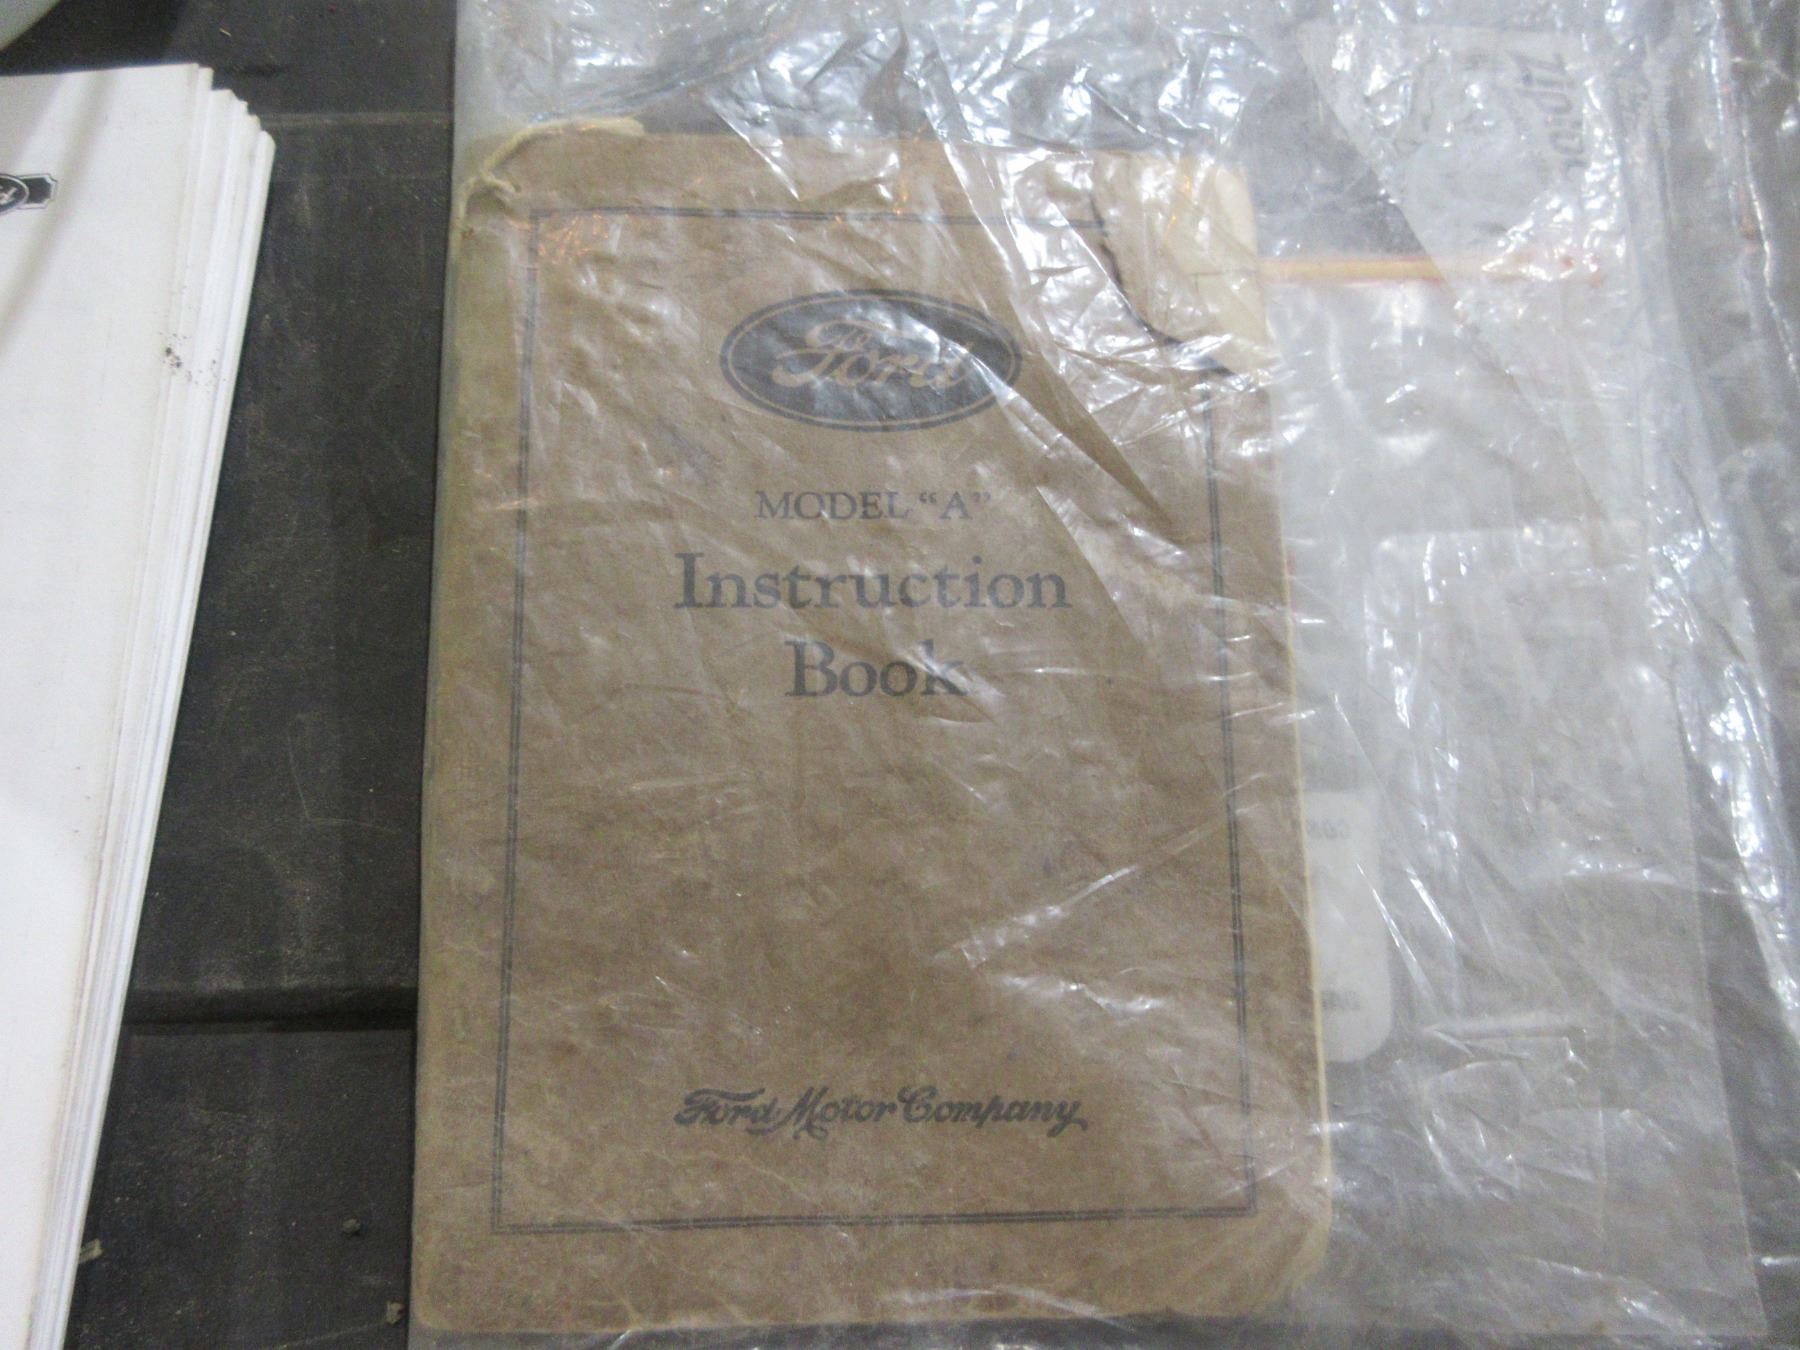 Ford
MODEL "A"
Instruction
Book
Ford Motor Company